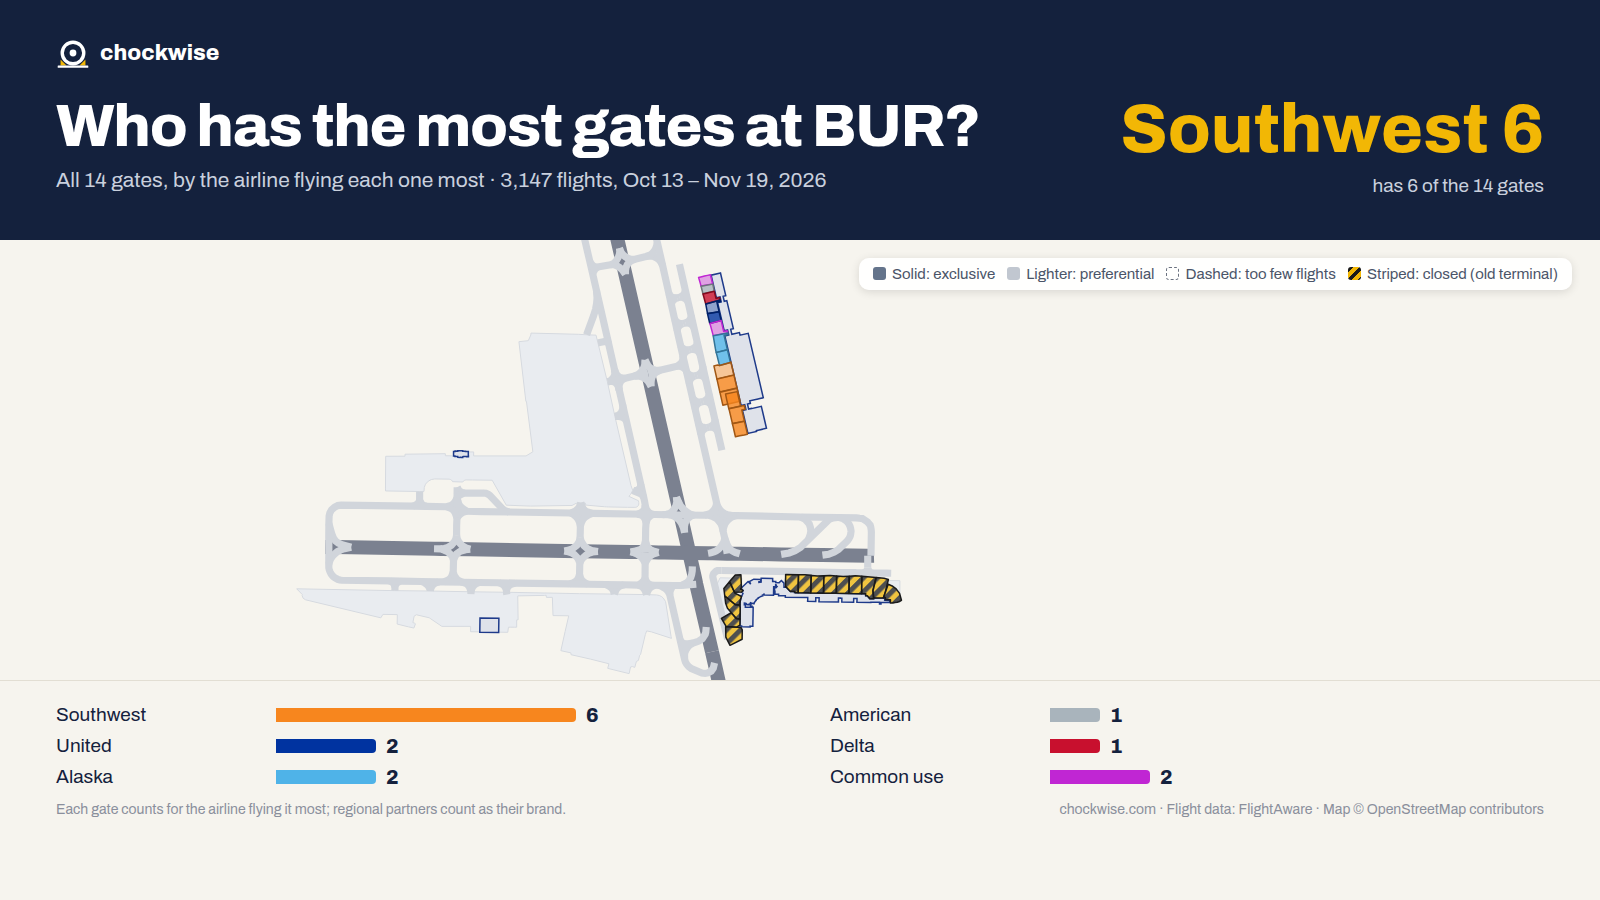 chockwise
Who has the most gates at BUR?
All 14 gates, by the airline flying each one most · 3,147 flights, Oct 13 – Nov 19, 2026
Southwest 6
has 6 of the 14 gates
Solid: exclusive
Lighter: preferential
Dashed: too few flights
Striped: closed (old terminal)
Southwest 6
United 2
Alaska 2
American 1
Delta 1
Common use 2
Each gate counts for the airline flying it most; regional partners count as their brand.
chockwise.com · Flight data: FlightAware · Map © OpenStreetMap contributors